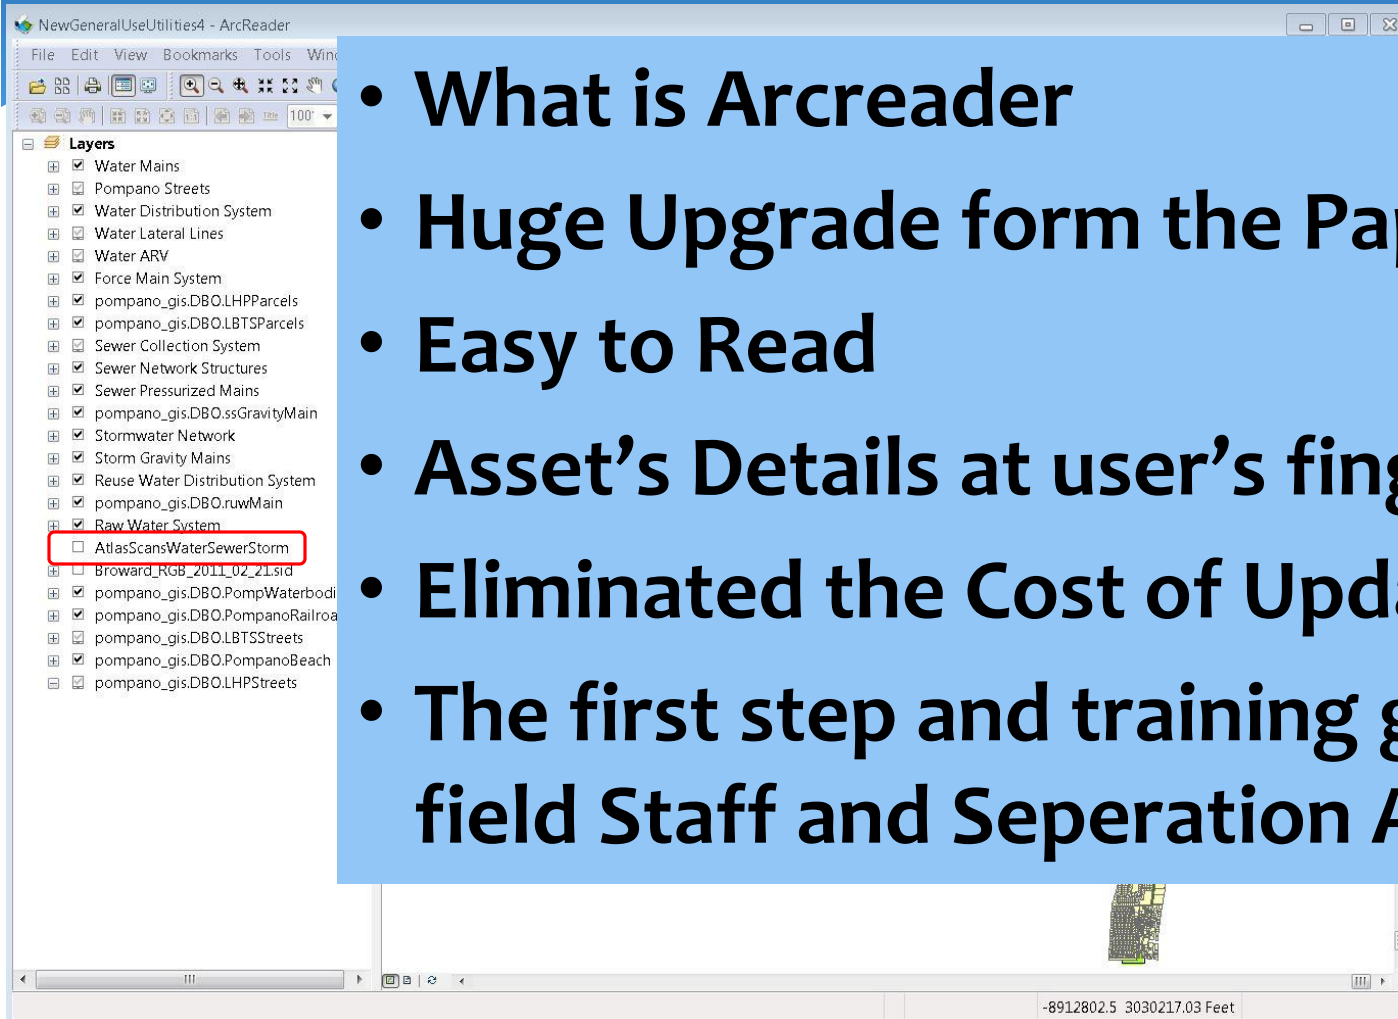 NewGeneralUseUtilities4 - ArcReader
File Edit View Bookmarks Tools
100
Layers
Water Mains
Pompano Streets
Water Distribution System
Water Lateral Lines
Water ARV
Force Main System
pompano_gis.DBO.LHPParcels
pompano_gis.DBO.LBTSParcels
Sewer Collection System
Sewer Network Structures
Sewer Pressurized Mains
pompano_gis.DBO.ssGravityMain
Stormwater Network
Storm Gravity Mains
Reuse Water Distribution System
pompano_gis.DBO.ruwMain
Raw Water System
AtlasScansWaterSewerStorm
Broward_RGB_2011_02_21.sid
pompano_gis.DBO.PompWaterbodi
pompano_gis.DBO.PompanoRailroa
pompano_gis.DBO.LBTSStreets
pompano_gis.DBO.PompanoBeach
pompano_gis.DBO.LHPStreets
• What is Arcreader
• Huge Upgrade form the Pa
• Easy to Read
• Asset’s Details at user’s fing
• Eliminated the Cost of Upd
• The first step and training g
field Staff and Seperation A
-8912802.5 3030217.03 Feet